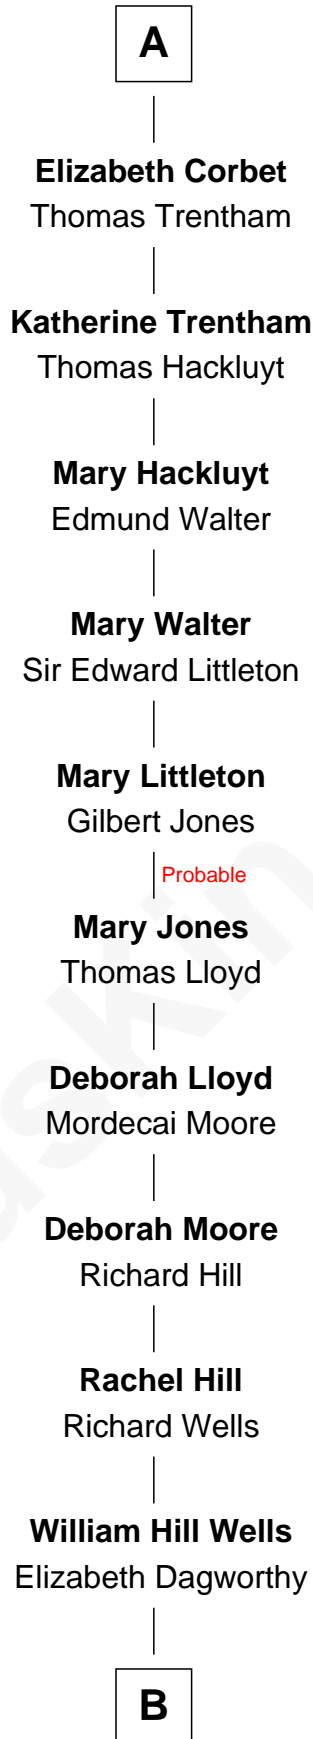 A
Elizabeth Corbet
Thomas Trentham
Katherine Trentham
Thomas Hackluyt
Mary Hackluyt
Edmund Walter
Mary Walter
Sir Edward Littleton
Mary Littleton
Gilbert Jones
Probable
Mary Jones
Thomas Lloyd
Deborah Lloyd
Mordecai Moore
Deborah Moore
Richard Hill
Rachel Hill
Richard Wells
William Hill Wells
Elizabeth Dagworthy
B